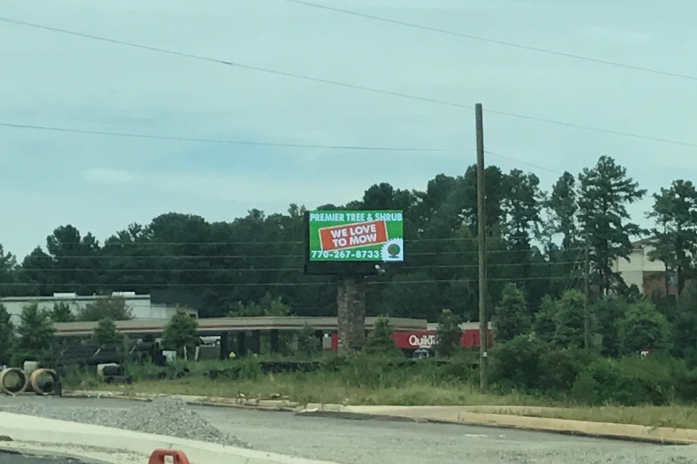 PREMIER TREE & SHRUB
WE LOVE
TO MOW
770-267-8733
QuikTrip